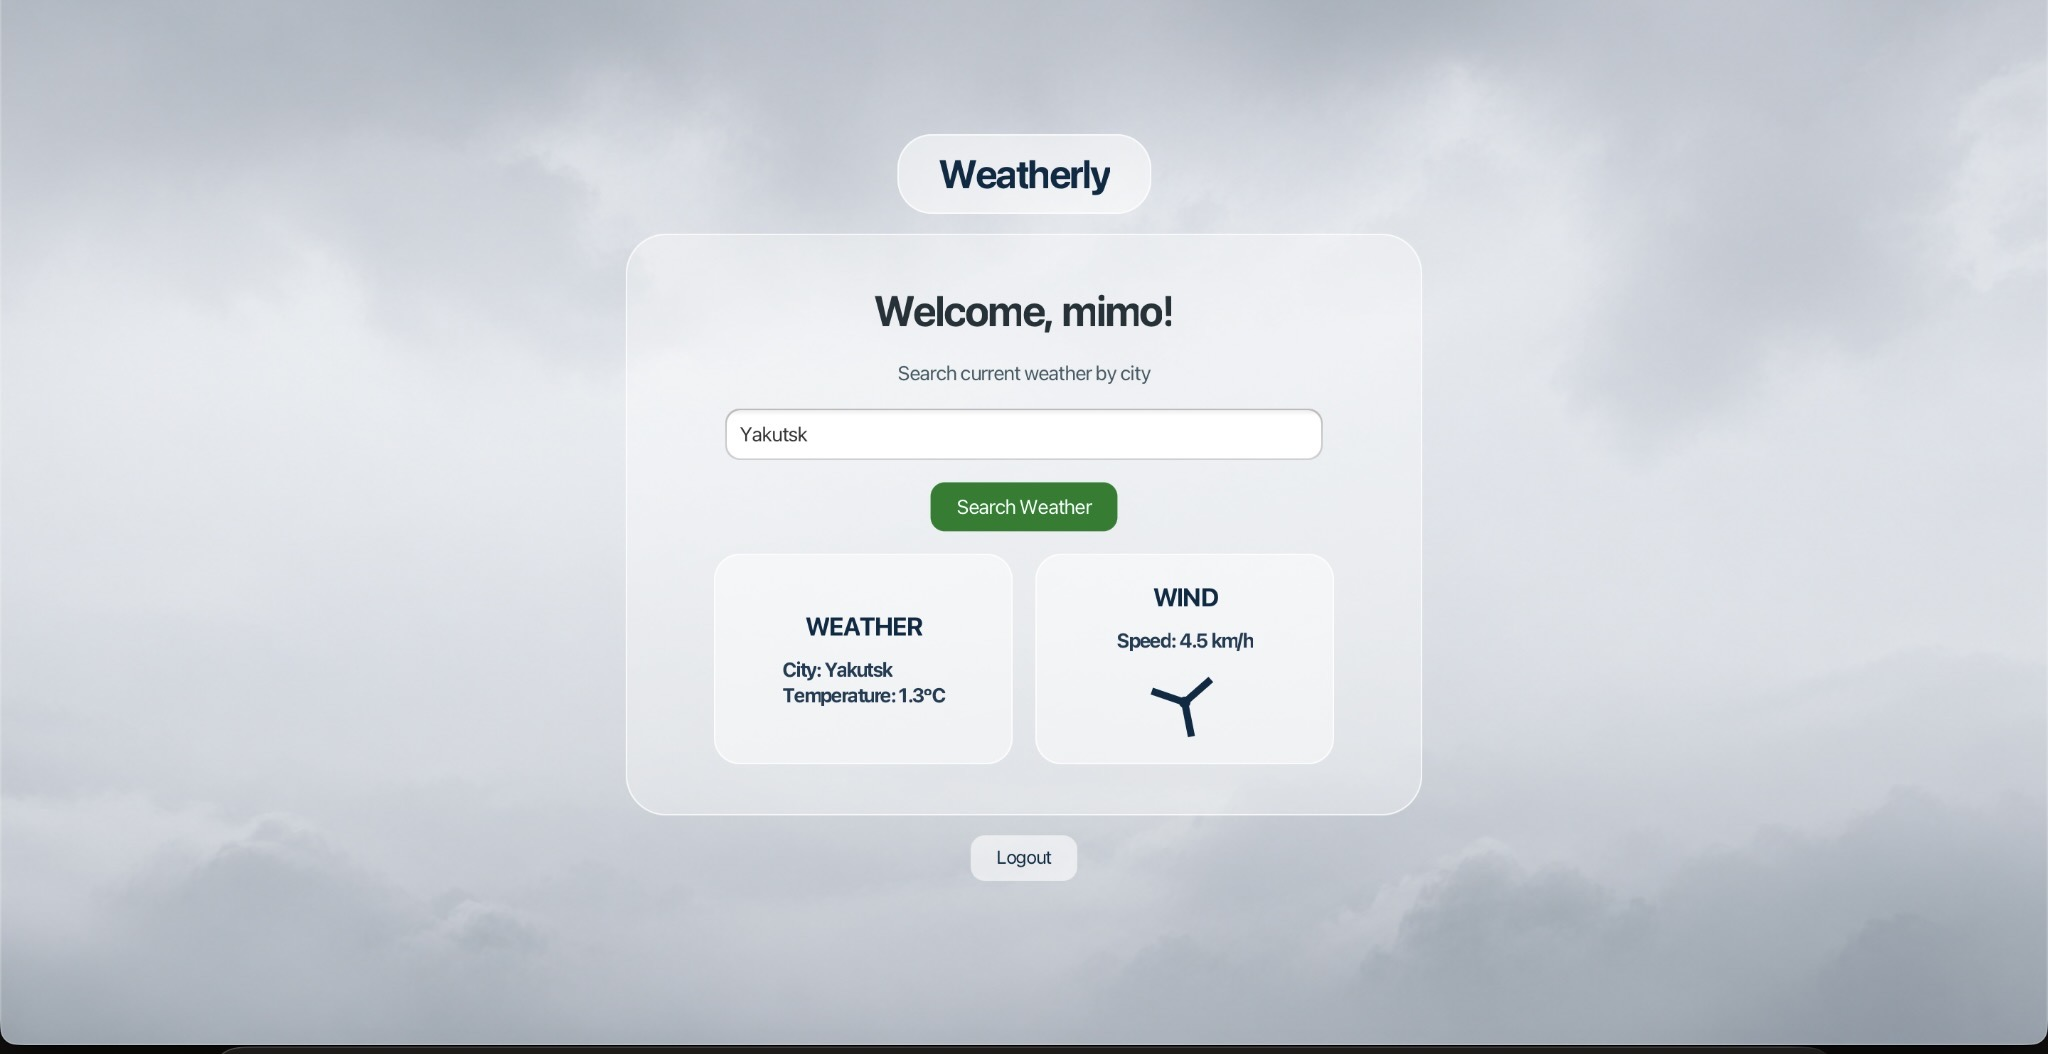 Weatherly
Welcome, mimo!
Search current weather by city
Yakutsk
Search Weather
WEATHER
City: Yakutsk
Temperature: 1.3°C
WIND
Speed: 4.5 km/h
Logout